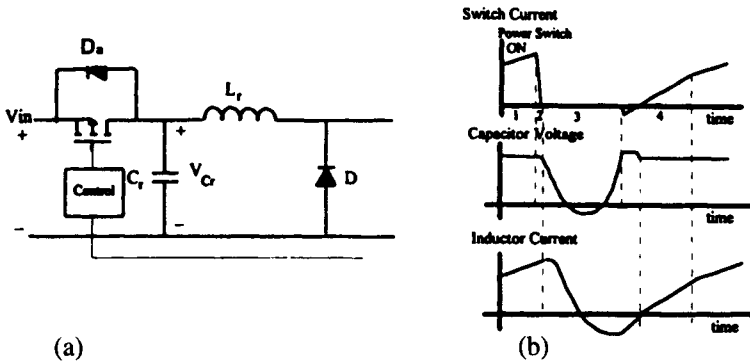 Switch Current
Power Switch
ON
1 2 3 4 time
Capacitor Voltage
time
Inductor Current
time
Da
Vin
+
Lr
+
Cr
VCr
D
Control
−
−
(a)
(b)